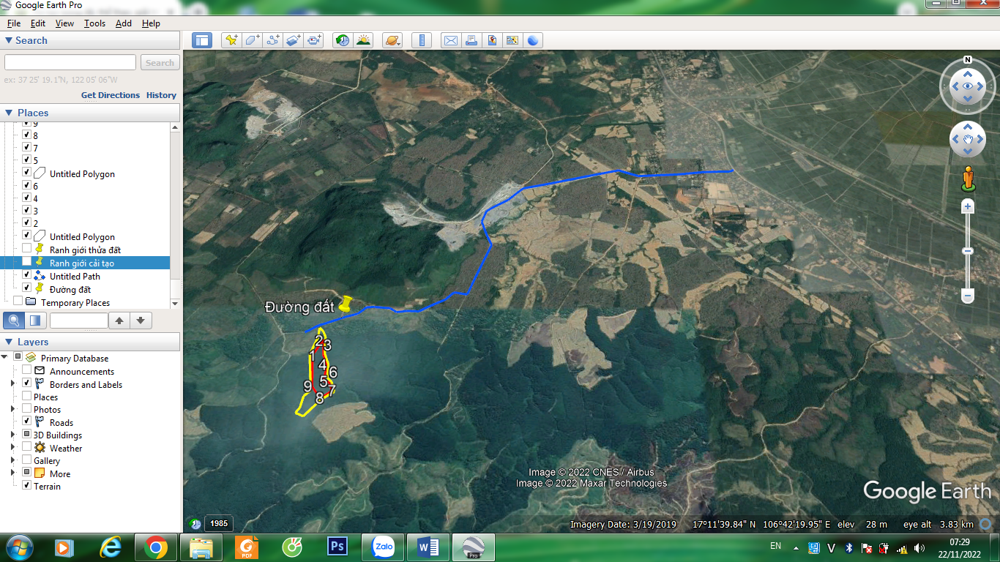 Google Earth Pro
File Edit View Tools Add Help
Search
Search
ex: 37 25' 19.1"N, 122 05' 06"W
Get Directions History
Places
9
8
7
5
Untitled Polygon
6
4
3
2
Untitled Polygon
Ranh giới thửa đất
Ranh giới cải tạo
Untitled Path
Đường đất
Temporary Places
Layers
Primary Database
Announcements
Borders and Labels
Places
Photos
Roads
3D Buildings
Weather
Gallery
More
Terrain
N
Đường đất
2
3
1
4
6
5
9
7
8
Image © 2022 CNES / Airbus
Image © 2022 Maxar Technologies
Google Earth
1985
Imagery Date: 3/19/2019 17°11'39.84" N 106°42'19.95" E elev 28 m eye alt 3.83 km
PDF
Ps
Zalo
W
Pro
EN
V
07:29
22/11/2022